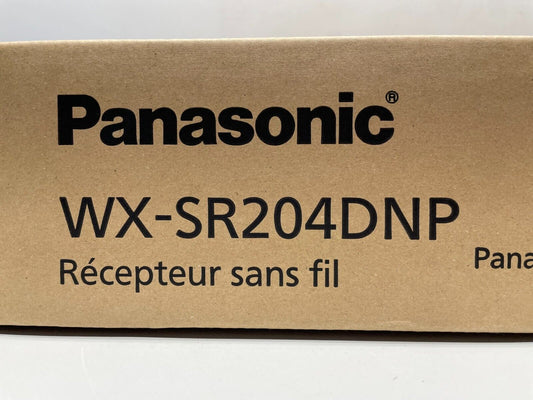 Panasonic®
WX-SR204DNP
Récepteur sans fil
Pana